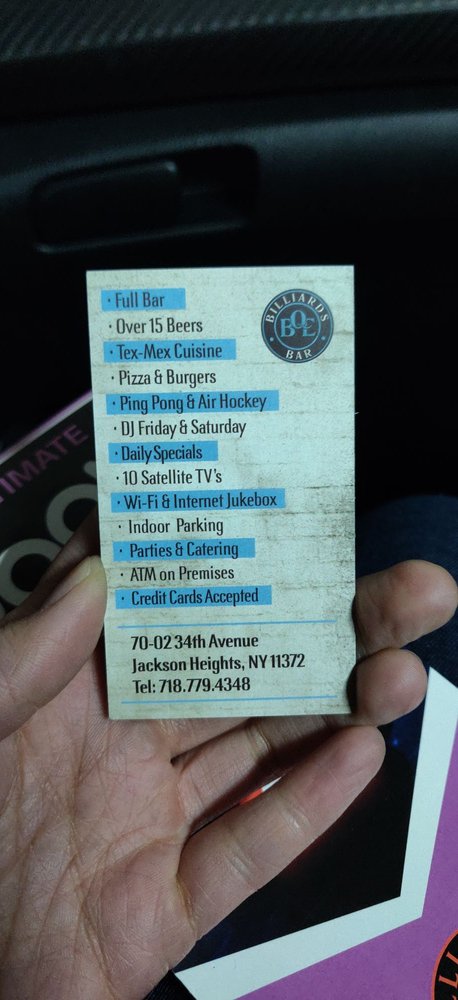 · Full Bar
· Over 15 Beers
· Tex-Mex Cuisine
· Pizza & Burgers
· Ping Pong & Air Hockey
· DJ Friday & Saturday
· Daily Specials
· 10 Satellite TV's
· Wi-Fi & Internet Jukebox
· Indoor Parking
· Parties & Catering
· ATM on Premises
· Credit Cards Accepted
BILLIARDS
BQE
BAR
70-02 34th Avenue
Jackson Heights, NY 11372
Tel: 718.779.4348